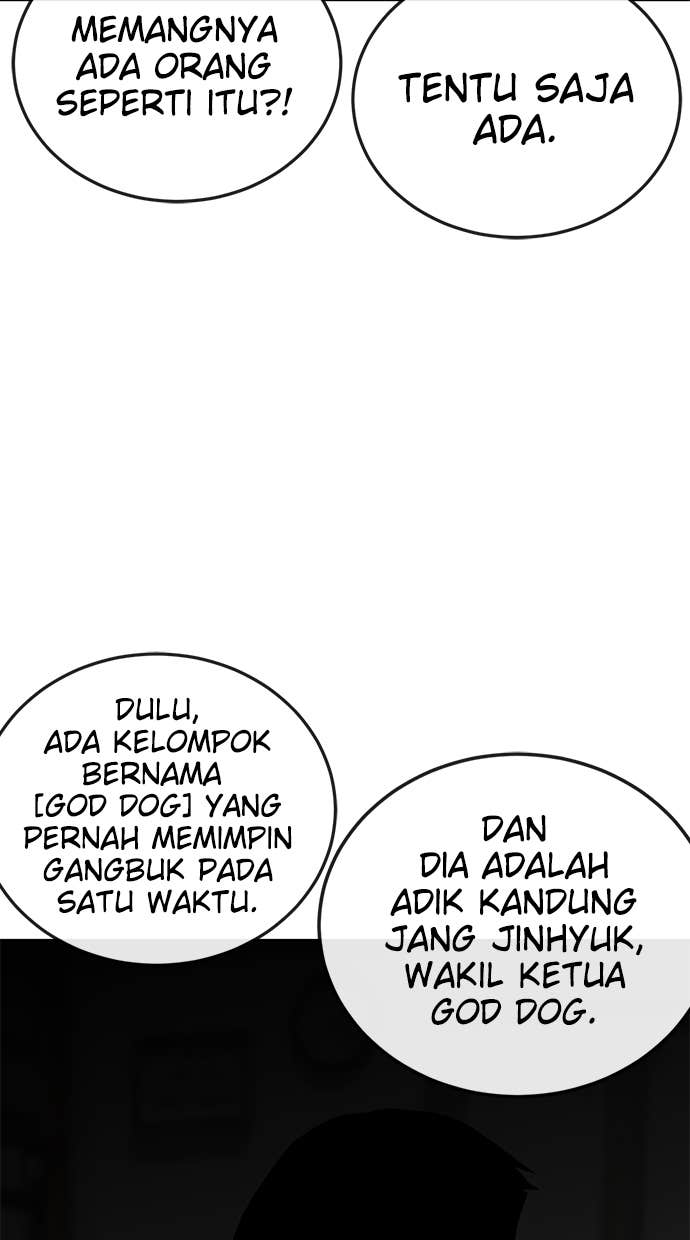 MEMANGNYA
ADA ORANG
SEPERTI ITU?!
TENTU SAJA
ADA.
DULU,
ADA KELOMPOK
BERNAMA
[GOD DOG] YANG
PERNAH MEMIMPIN
GANGBUK PADA
SATU WAKTU.
DAN
DIA ADALAH
ADIK KANDUNG
JANG JINHYUK,
WAKIL KETUA
GOD DOG.